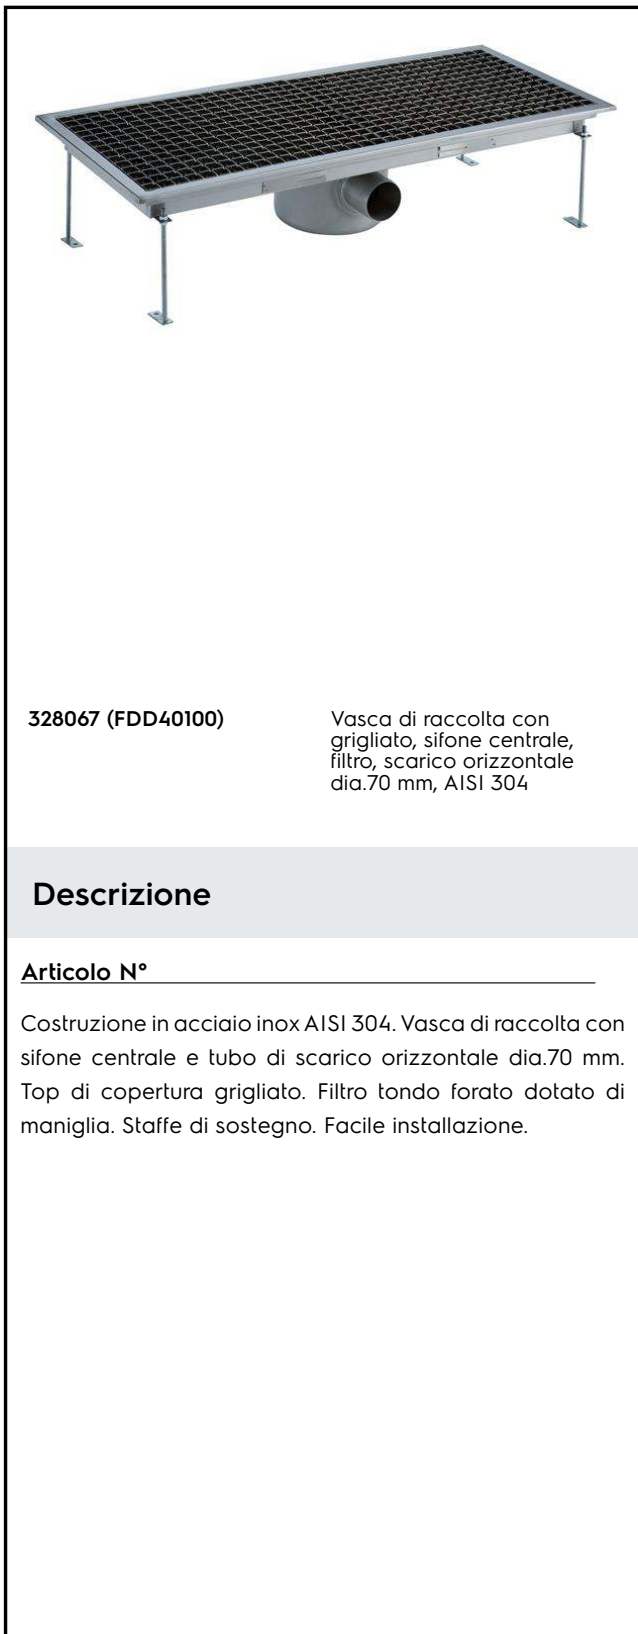 328067 (FDD40100)
Vasca di raccolta con
grigliato, sifone centrale,
filtro, scarico orizzontale
dia.70 mm, AISI 304
Descrizione
Articolo N°
Costruzione in acciaio inox AISI 304. Vasca di raccolta con
sifone centrale e tubo di scarico orizzontale dia.70 mm.
Top di copertura grigliato. Filtro tondo forato dotato di
maniglia. Staffe di sostegno. Facile installazione.